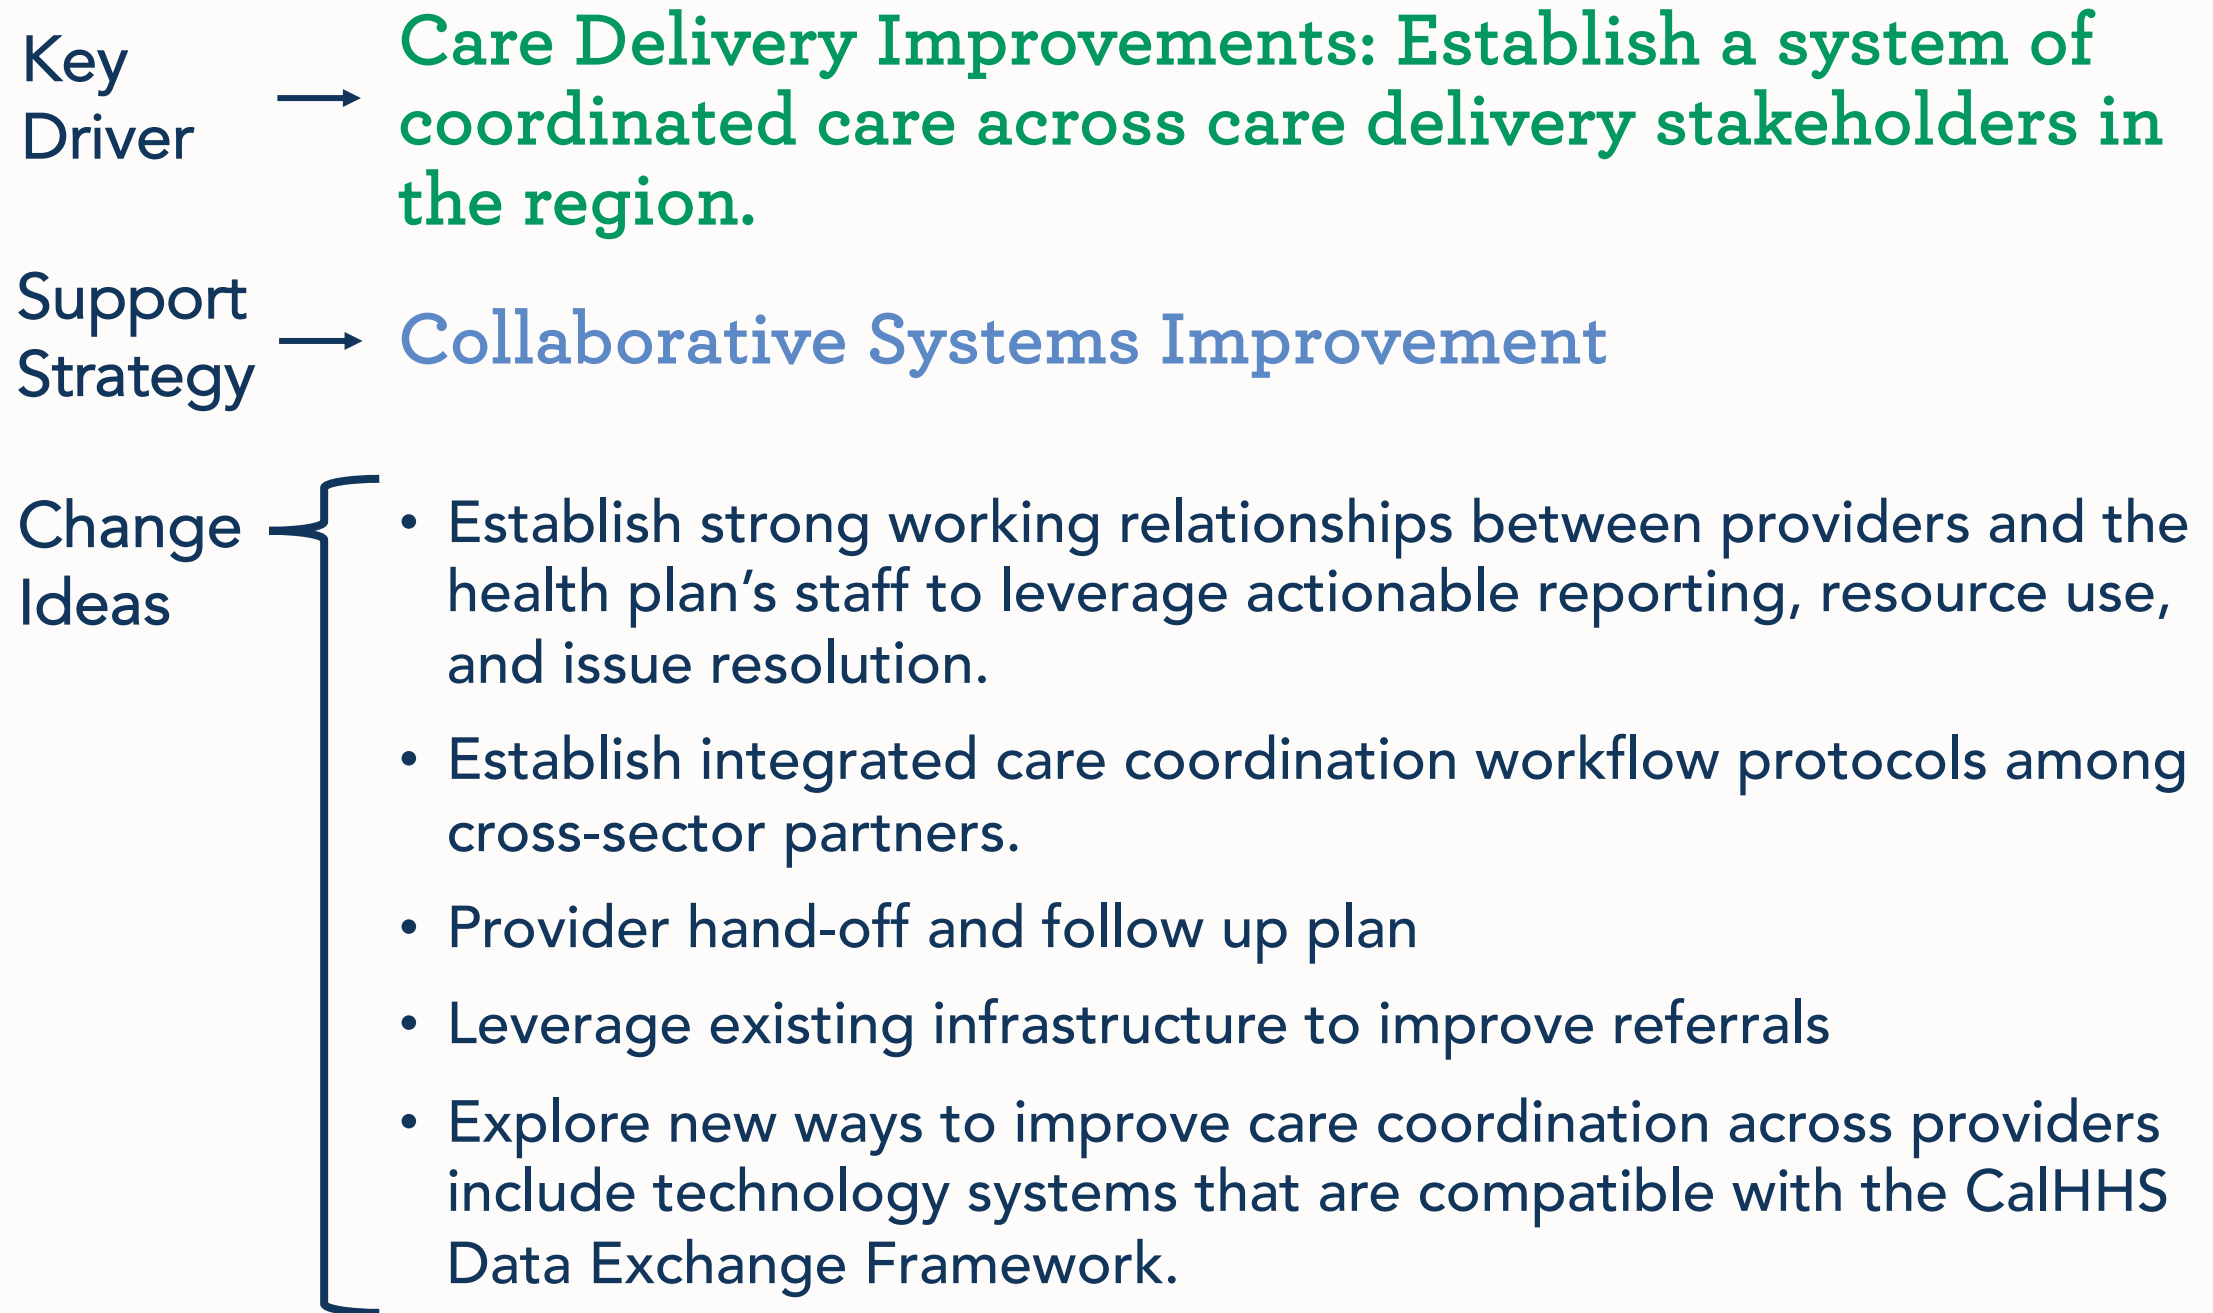 Key
Driver
Care Delivery Improvements: Establish a system of
coordinated care across care delivery stakeholders in
the region.
Support
Strategy
Collaborative Systems Improvement
Change
Ideas
• Establish strong working relationships between providers and the
health plan’s staff to leverage actionable reporting, resource use,
and issue resolution.
• Establish integrated care coordination workflow protocols among
cross-sector partners.
• Provider hand-off and follow up plan
• Leverage existing infrastructure to improve referrals
• Explore new ways to improve care coordination across providers
include technology systems that are compatible with the CalHHS
Data Exchange Framework.